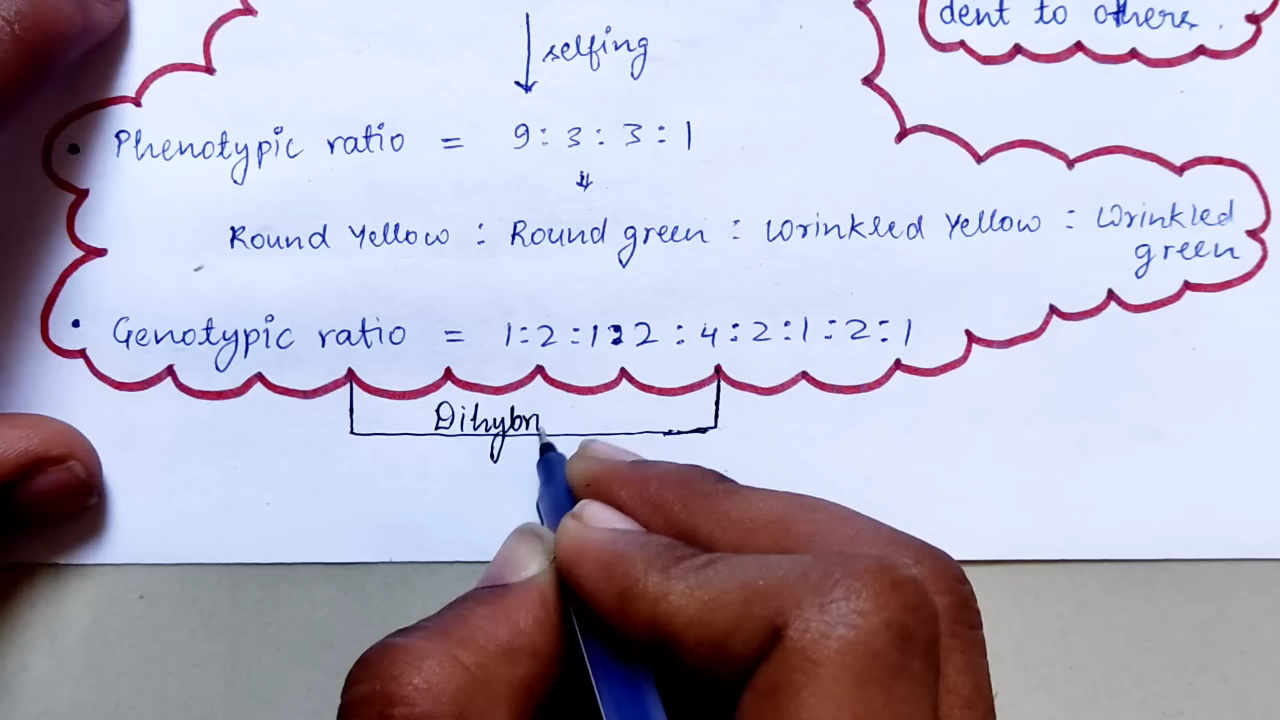 dent to others.
selfing
Phenotypic ratio = 9 : 3 : 3 : 1
Round Yellow : Round green : Wrinkled Yellow : Wrinkled
green
Genotypic ratio = 1 : 2 : 1 : 2 : 4 : 2 : 1 : 2 : 1
Dihybr